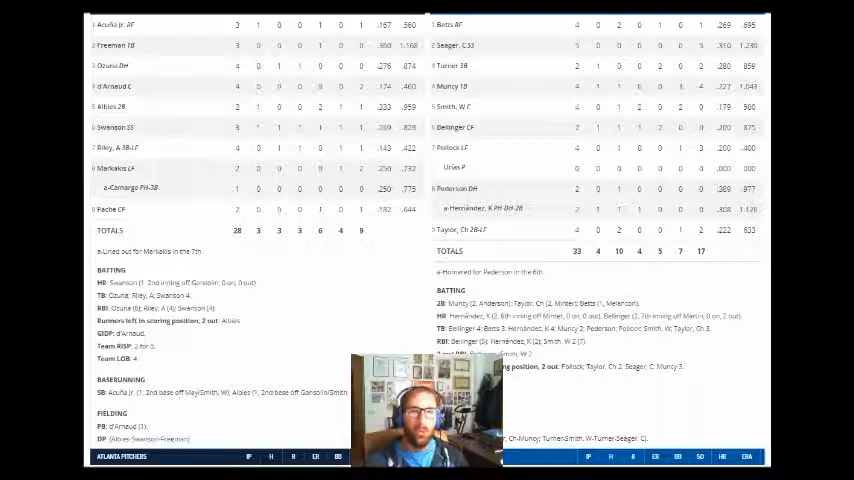 1 Acuña Jr. RF 3 1 0 0 1 0 1 .167 .560
2 Freeman 1B 3 0 0 0 1 0 0 .360 1.168
3 Ozuna DH 4 0 1 1 0 0 0 .276 .874
4 d'Arnaud C 4 0 0 0 0 0 2 .174 .460
5 Albies 2B 2 1 0 0 2 1 1 .333 .959
6 Swanson SS 3 1 1 1 1 1 1 .269 .828
7 Riley, A 3B-LF 4 0 1 1 0 1 1 .143 .422
8 Markakis LF 2 0 0 0 0 1 2 .250 .732
a-Camargo PH-3B 1 0 0 0 0 0 0 .250 .775
9 Pache CF 2 0 0 0 1 0 1 .182 .644
TOTALS 28 3 3 3 6 4 9
a-Lined out for Markakis in the 7th.
BATTING
HR: Swanson (1, 2nd inning off Gonsolin, 0 on, 0 out)
TB: Ozuna; Riley, A; Swanson 4.
RBI: Ozuna (6); Riley, A (4); Swanson (4).
Runners left in scoring position, 2 out: Albies
GIDP: d'Arnaud.
Team RISP: 2-for-5.
Team LOB: 4
BASERUNNING
SB: Acuña Jr. (1, 2nd base off May/Smith, W); Albies (1, 2nd base off Gonsolin/Smith,
FIELDING
PB: d'Arnaud (1).
DP: (Albies-Swanson-Freeman)
ATLANTA PITCHERS IP H R ER BB
1 Betts RF 4 0 2 0 1 0 1 .269 .695
2 Seager, C SS 5 0 0 0 0 5 .310 1.230
3 Turner 3B 2 1 0 0 2 0 2 .280 859
4 Muncy 1B 4 1 1 0 0 3 4 .227 1.043
5 Smith, W C 4 0 1 2 0 2 0 .179 500
6 Bellinger CF 2 1 1 1 2 0 0 .200 875
7 Pollock LF 4 0 1 0 0 1 3 .200 .400
Urías P 0 0 0 0 0 0 0 .000 .000
8 Pederson DH 2 0 1 0 0 0 0 .389 .977
a-Hernández, K PH-DH-2B 2 1 1 1 0 0 0 .308 1.126
9 Taylor, Ch 2B-LF 4 0 2 0 0 1 2 .222 633
TOTALS 33 4 10 4 5 7 17
a-Homered for Pederson in the 6th.
BATTING
2B: Muncy (2, Anderson); Taylor, Ch (2, Minter); Betts (1, Melancon).
HR: Hernández, K (2, 6th inning off Minter, 0 on, 0 out), Bellinger (2, 7th inning off Martin, 0 on, 2 out).
TB: Bellinger 4; Betts 3; Hernández, K 4; Muncy 2; Pederson; Pollock; Smith, W; Taylor, Ch 3.
RBI: Bellinger (5); Hernández, K (2); Smith, W 2 (7).
2 out RBI: Bellinger; Smith, W 2
ng position, 2 out: Pollock; Taylor, Ch 2; Seager, C; Muncy 3.
r, Ch-Muncy; Turner-Smith, W-Turner-Seager, C).
IP H R ER BB SO HR ERA